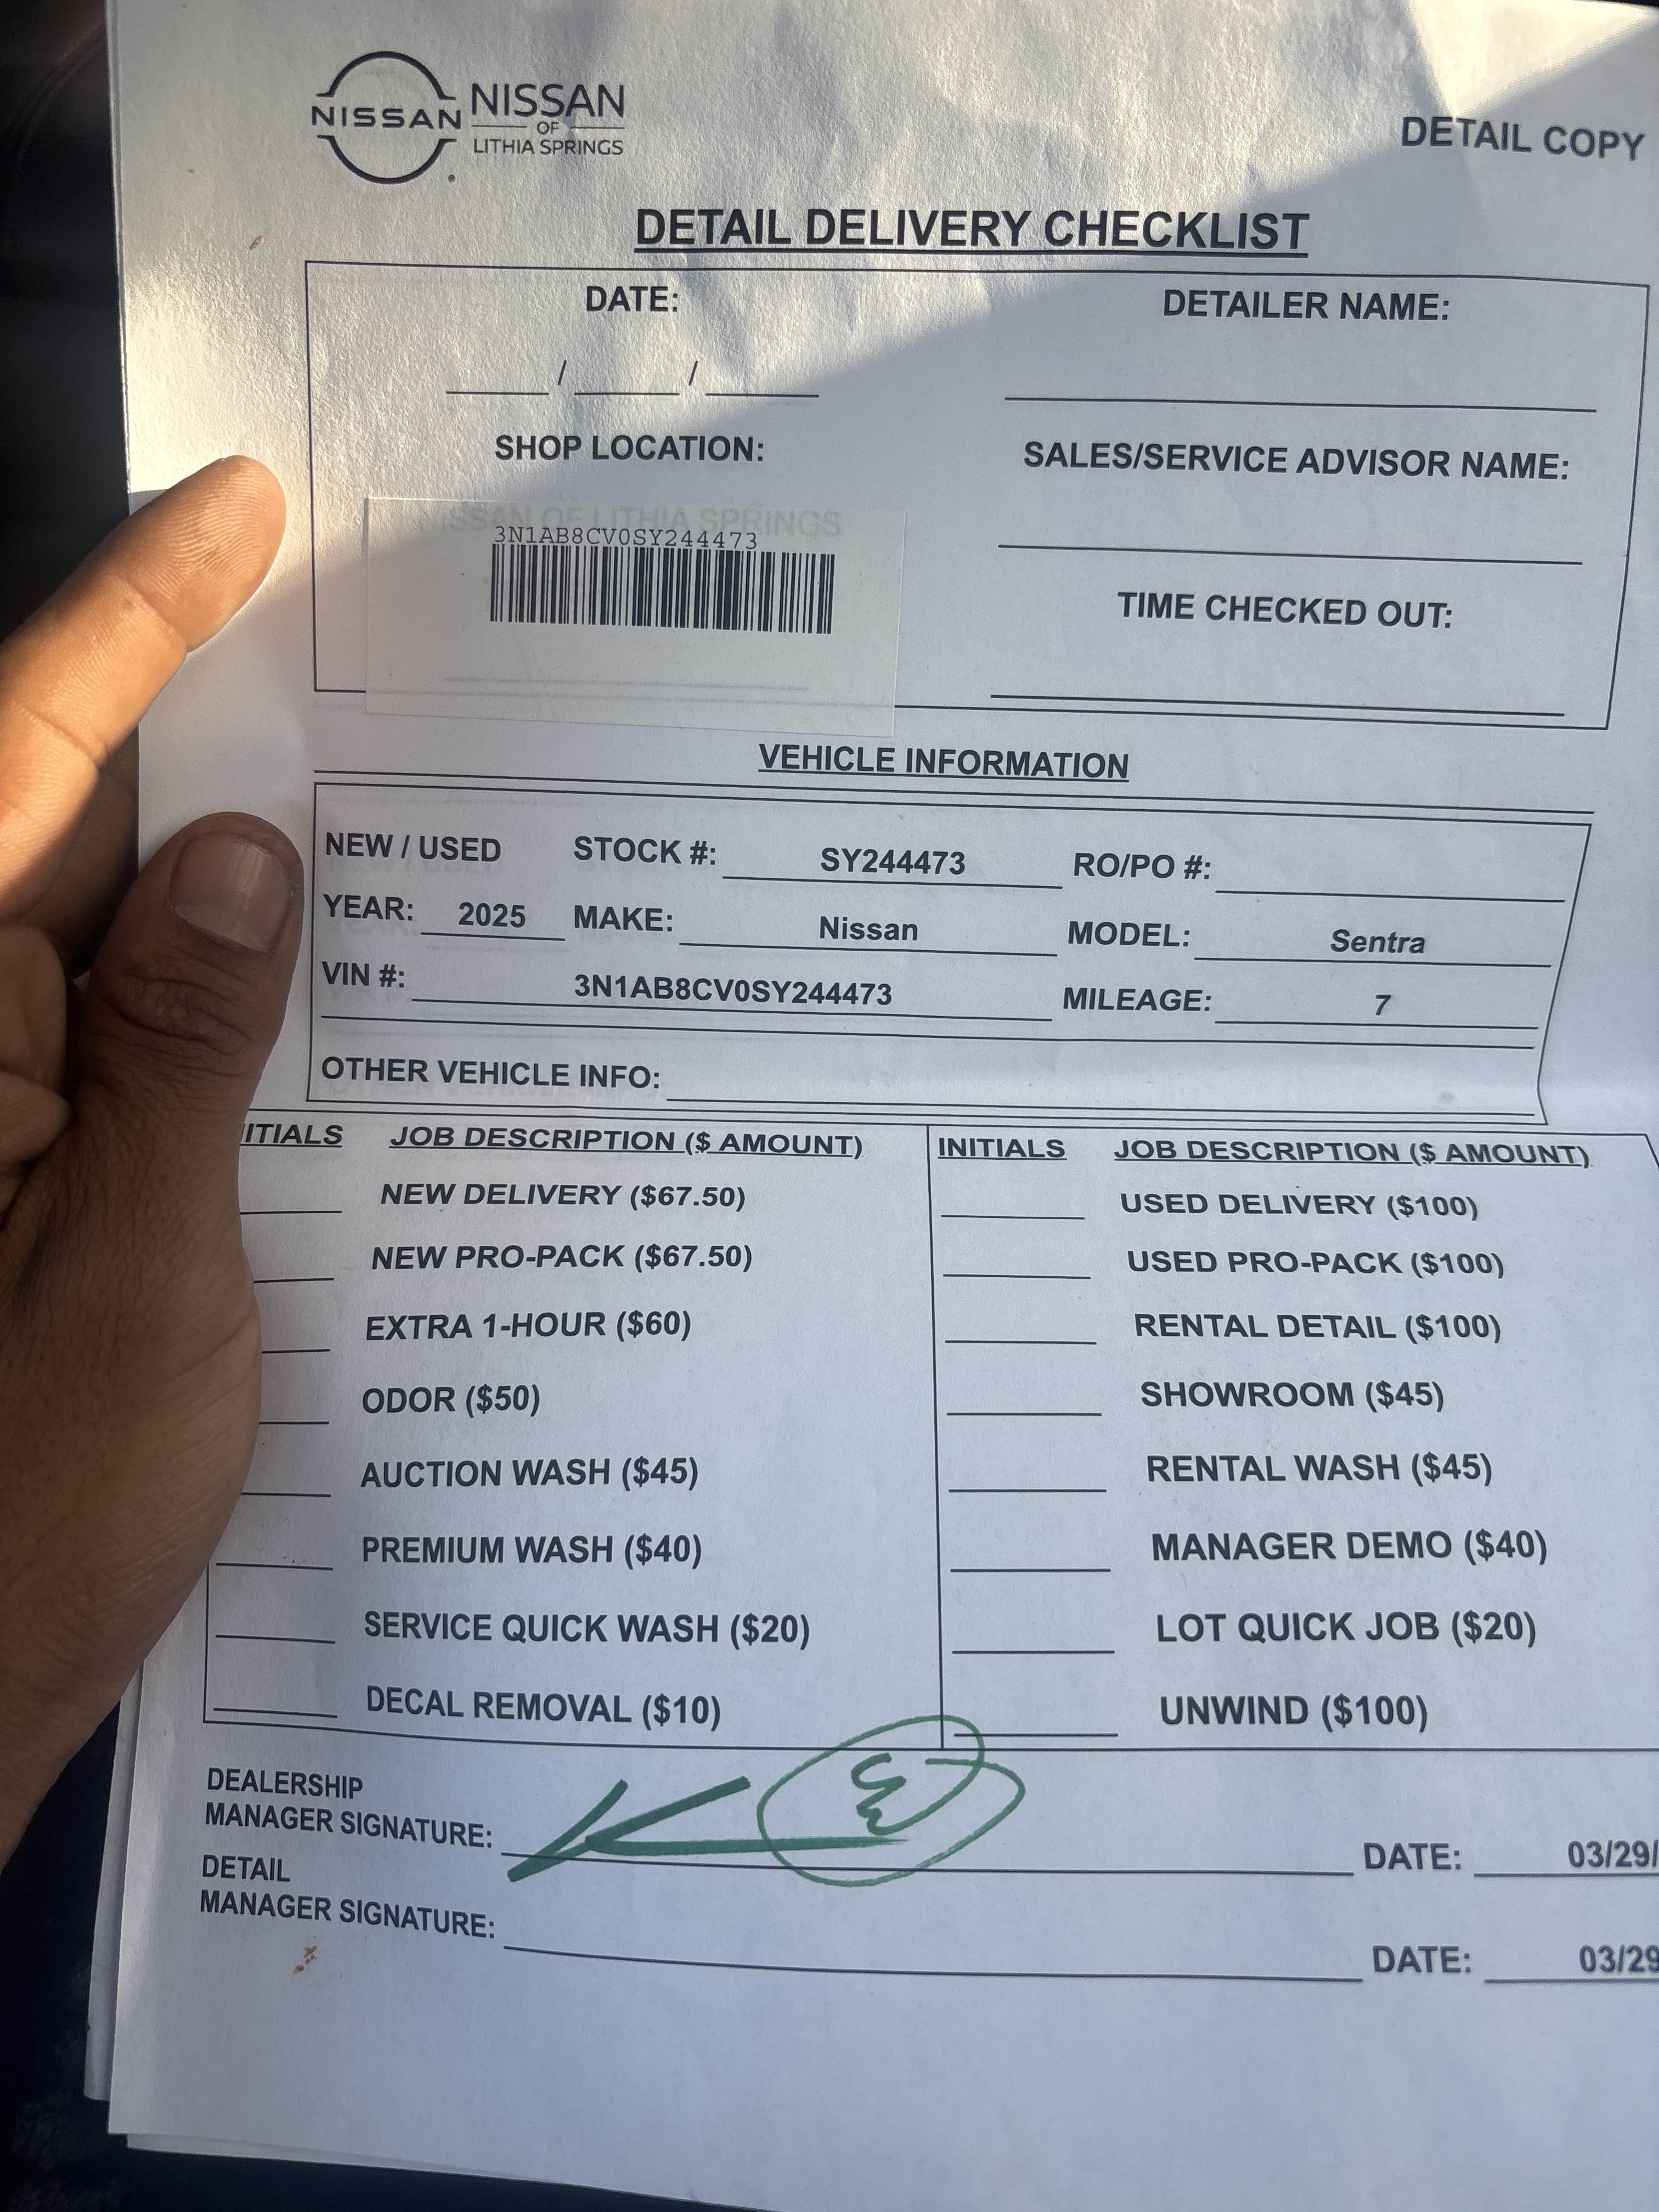 NISSAN
NISSAN
OF
LITHIA SPRINGS
DETAIL COPY
DETAIL DELIVERY CHECKLIST
DATE:
DETAILER NAME:
/ /
SHOP LOCATION:
SALES/SERVICE ADVISOR NAME:
NISSAN OF LITHIA SPRINGS
3N1AB8CV0SY244473
TIME CHECKED OUT:
VEHICLE INFORMATION
NEW / USED STOCK #: SY244473 RO/PO #:
YEAR: 2025 MAKE: Nissan MODEL: Sentra
VIN #: 3N1AB8CV0SY244473 MILEAGE: 7
OTHER VEHICLE INFO:
ITIALS JOB DESCRIPTION ($ AMOUNT) INITIALS JOB DESCRIPTION ($ AMOUNT)
NEW DELIVERY ($67.50) USED DELIVERY ($100)
NEW PRO-PACK ($67.50) USED PRO-PACK ($100)
EXTRA 1-HOUR ($60) RENTAL DETAIL ($100)
ODOR ($50) SHOWROOM ($45)
AUCTION WASH ($45) RENTAL WASH ($45)
PREMIUM WASH ($40) MANAGER DEMO ($40)
SERVICE QUICK WASH ($20) LOT QUICK JOB ($20)
DECAL REMOVAL ($10) UNWIND ($100)
DEALERSHIP
MANAGER SIGNATURE: DATE: 03/29/
DETAIL
MANAGER SIGNATURE: DATE: 03/29